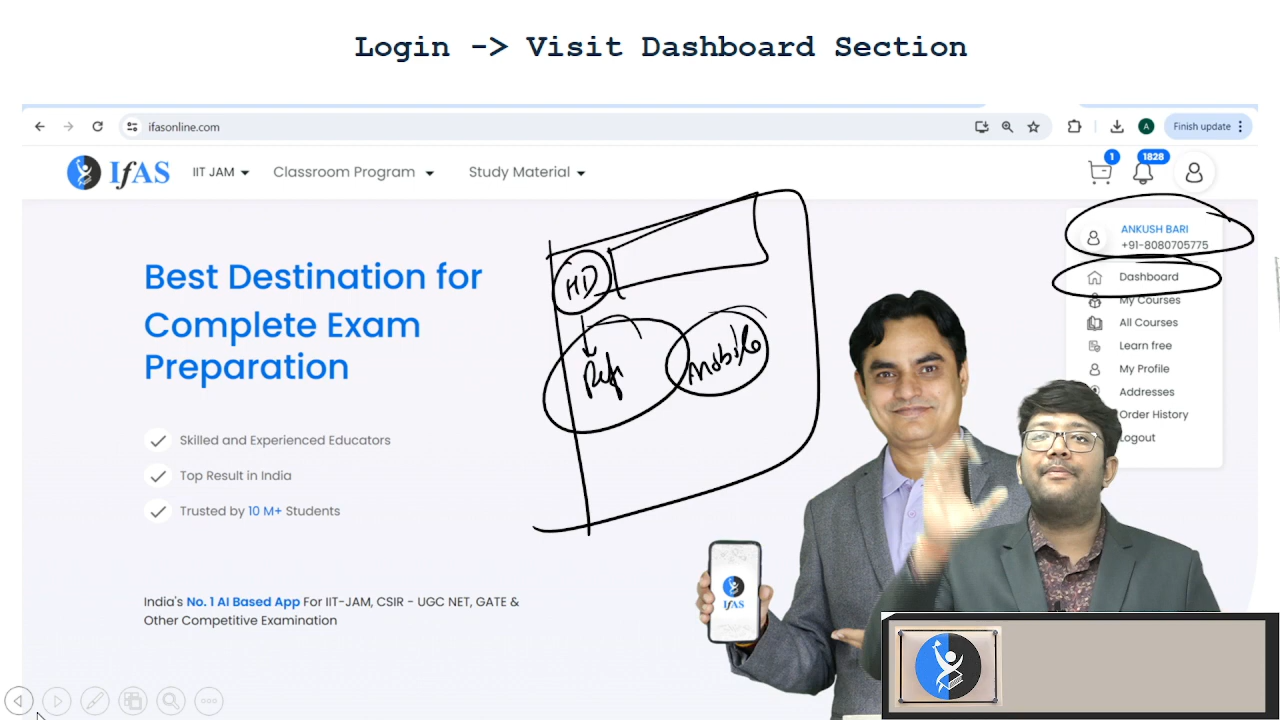 Login -> Visit Dashboard Section
ifasonline.com
A
Finish update
IfAS
IIT JAM
Classroom Program
Study Material
1
1828
ANKUSH BARI
+91-8080705775
Dashboard
My Courses
All Courses
Learn free
My Profile
Addresses
Order History
Logout
Best Destination for
Complete Exam
Preparation
Skilled and Experienced Educators
Top Result in India
Trusted by 10 M+ Students
India's No. 1 AI Based App For IIT-JAM, CSIR - UGC NET, GATE &
Other Competitive Examination
HD
Mobile
IfAS